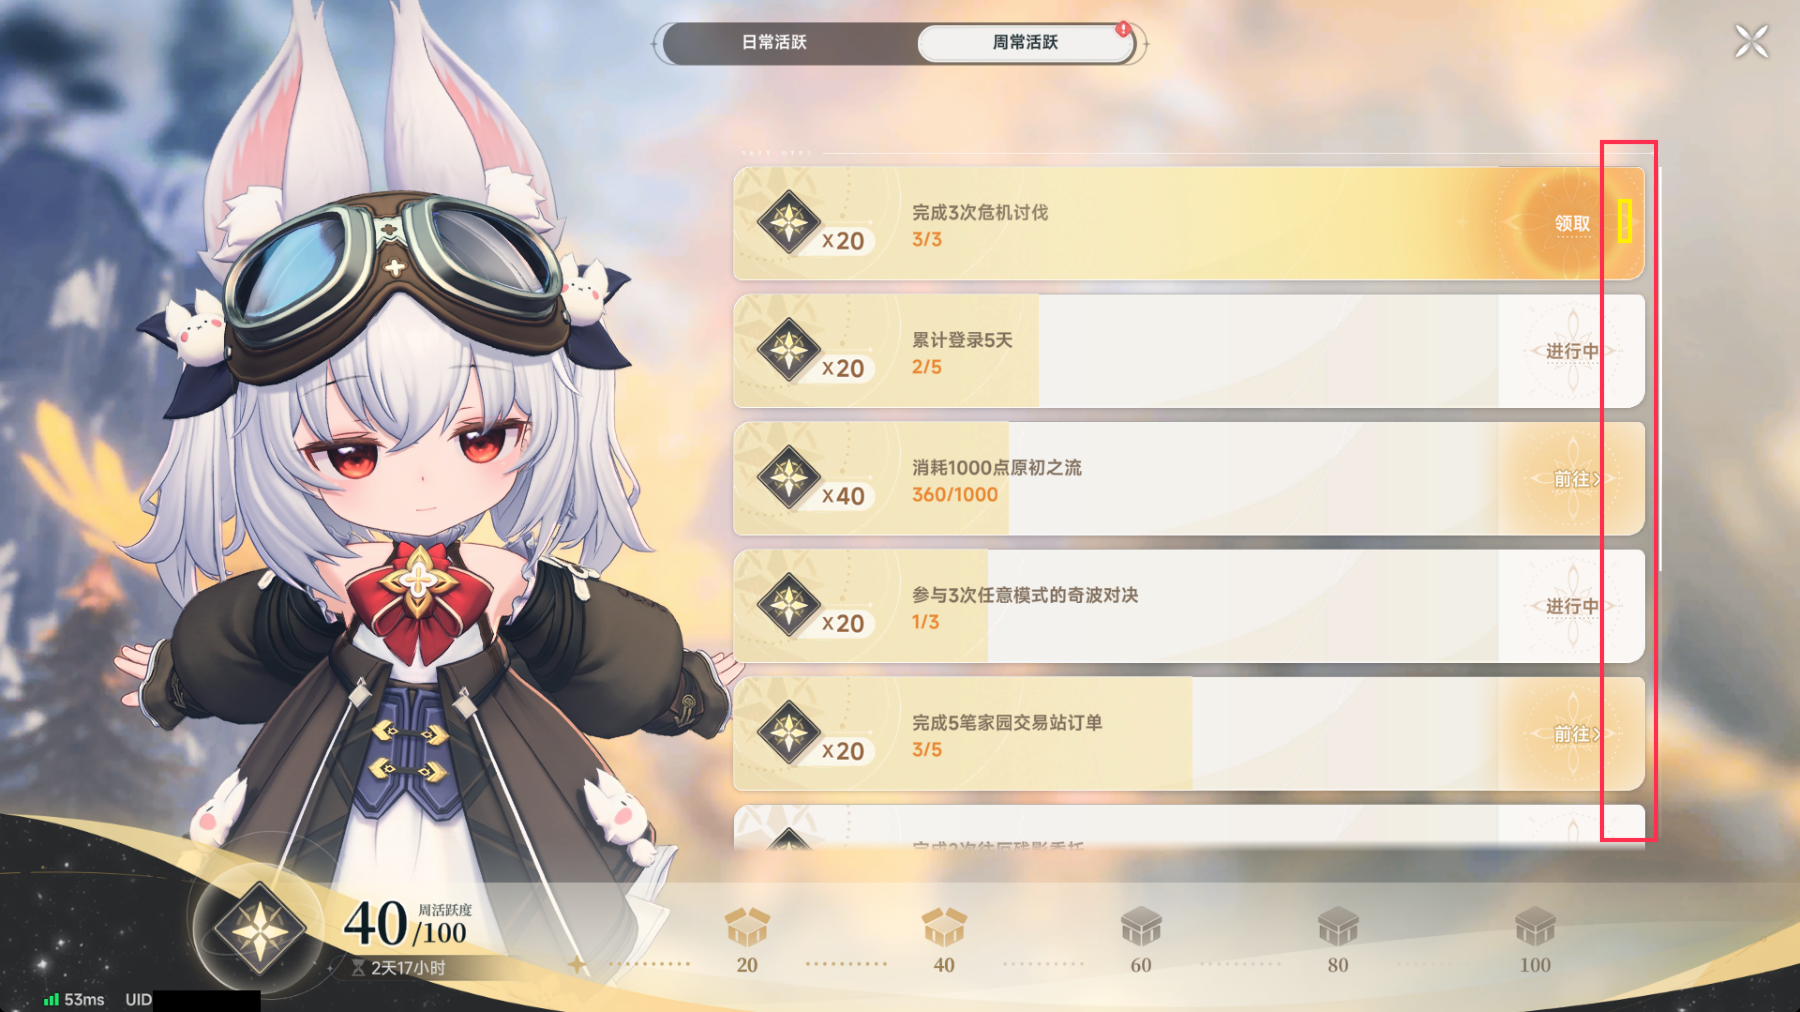 日常活跃
周常活跃
完成3次危机讨伐
x20
3/3
领取
累计登录5天
x20
2/5
进行中
消耗1000点原初之流
x40
360/1000
前往
参与3次任意模式的奇波对决
x20
1/3
进行中
完成5笔家园交易站订单
x20
3/5
前往
40/100
周活跃度
2天17小时
20
40
60
80
100
53ms
UID